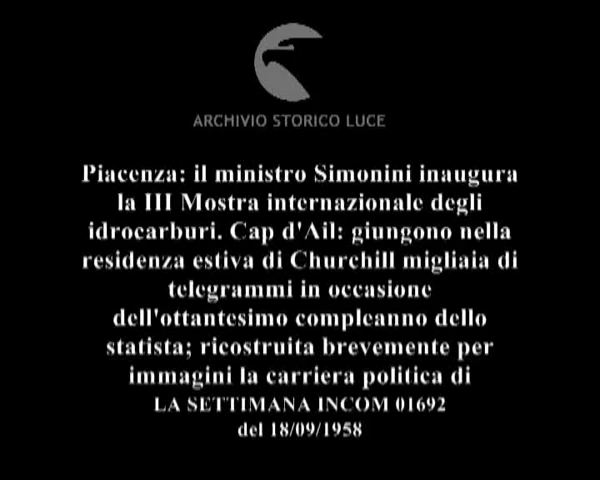 ARCHIVIO STORICO LUCE
Piacenza: il ministro Simonini inaugura
la III Mostra internazionale degli
idrocarburi. Cap d'Ail: giungono nella
residenza estiva di Churchill migliaia di
telegrammi in occasione
dell'ottantesimo compleanno dello
statista; ricostruita brevemente per
immagini la carriera politica di
LA SETTIMANA INCOM 01692
del 18/09/1958